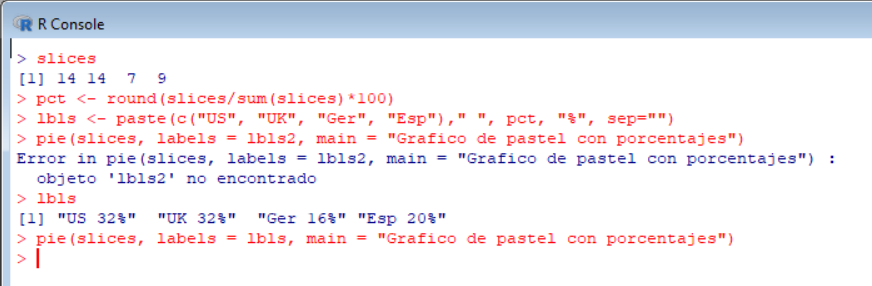 R Console
> slices
[1] 14 14  7  9
> pct <- round(slices/sum(slices)*100)
> lbls <- paste(c("US", "UK", "Ger", "Esp")," ", pct, "%", sep="")
> pie(slices, labels = lbls2, main = "Grafico de pastel con porcentajes")
Error in pie(slices, labels = lbls2, main = "Grafico de pastel con porcentajes") :
  objeto 'lbls2' no encontrado
> lbls
[1] "US 32%"  "UK 32%"  "Ger 16%" "Esp 20%"
> pie(slices, labels = lbls, main = "Grafico de pastel con porcentajes")
>